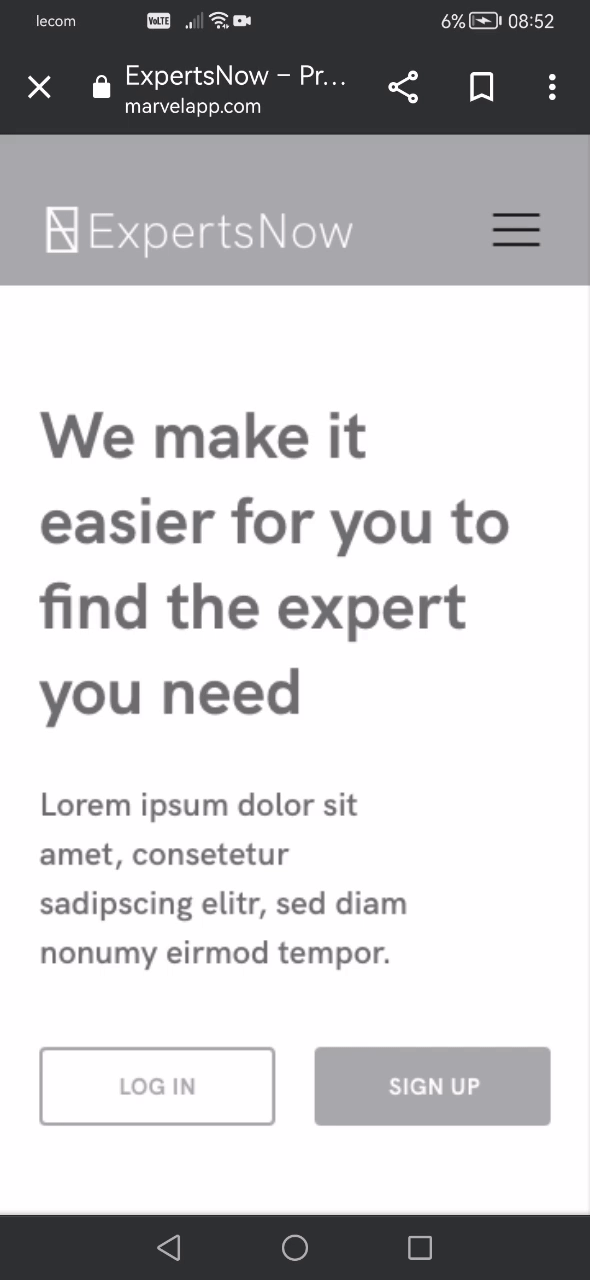 lecom VoLTE 6% 08:52
ExpertsNow – Pr...
marvelapp.com
ExpertsNow
We make it
easier for you to
find the expert
you need
Lorem ipsum dolor sit
amet, consetetur
sadipscing elitr, sed diam
nonumy eirmod tempor.
LOG IN SIGN UP